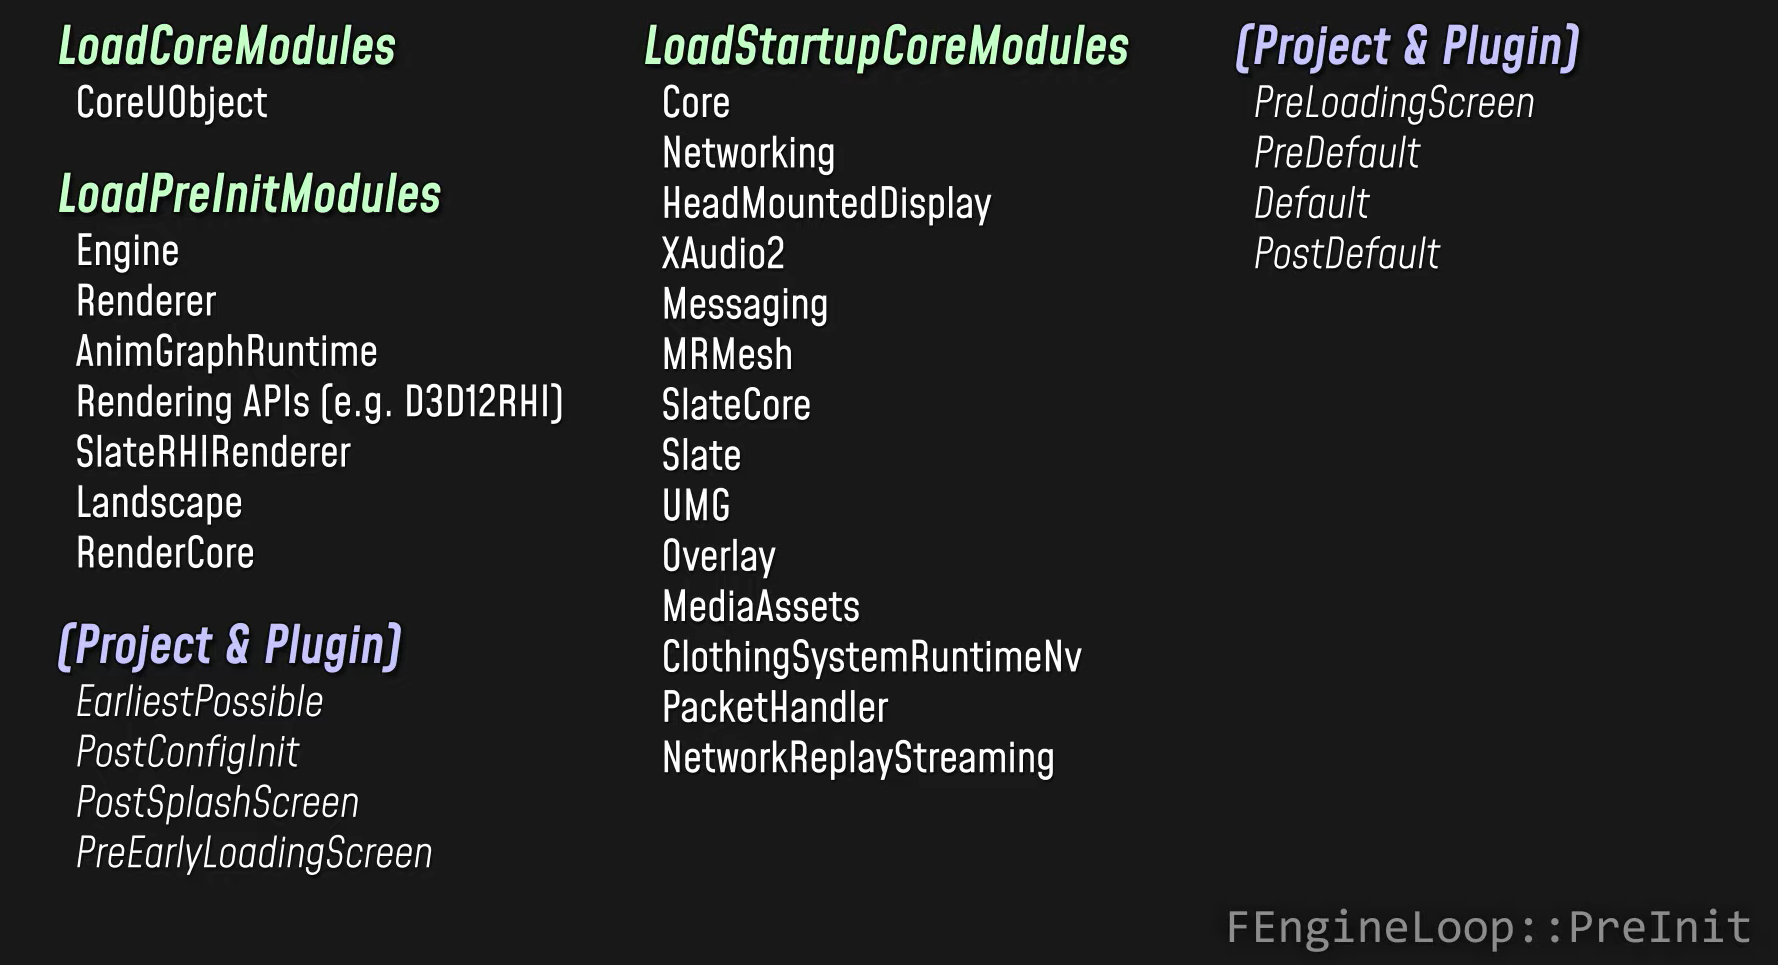 LoadCoreModules
CoreUObject
LoadPreInitModules
Engine
Renderer
AnimGraphRuntime
Rendering APIs (e.g. D3D12RHI)
SlateRHIRenderer
Landscape
RenderCore
(Project & Plugin)
EarliestPossible
PostConfigInit
PostSplashScreen
PreEarlyLoadingScreen
LoadStartupCoreModules
Core
Networking
HeadMountedDisplay
XAudio2
Messaging
MRMesh
SlateCore
Slate
UMG
Overlay
MediaAssets
ClothingSystemRuntimeNv
PacketHandler
NetworkReplayStreaming
(Project & Plugin)
PreLoadingScreen
PreDefault
Default
PostDefault
FEngineLoop::PreInit